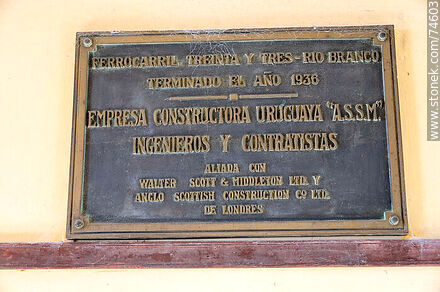 FERROCARRIL TREINTA Y TRES-RIO BRANCO
TERMINADO EL AÑO 1936
EMPRESA CONSTRUCTORA URUGUAYA "A.S.S.M."
INGENIEROS Y CONTRATISTAS
ALIADA CON
WALTER SCOTT & MIDDLETON LTD. Y
ANGLO SCOTTISH CONSTRUCTION Cº LTD.
DE LONDRES
© www.stonek.com #74603